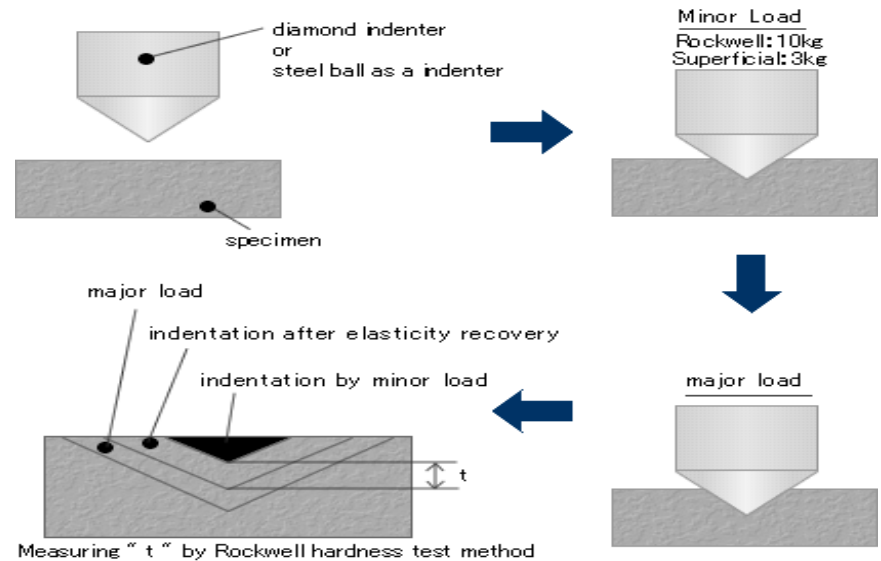 diamond indenter
or
steel ball as a indenter
specimen
Minor Load
Rockwell:10kg
Superficial:3kg
major load
major load
indentation after elasticity recovery
indentation by minor load
t
Measuring " t " by Rockwell hardness test method